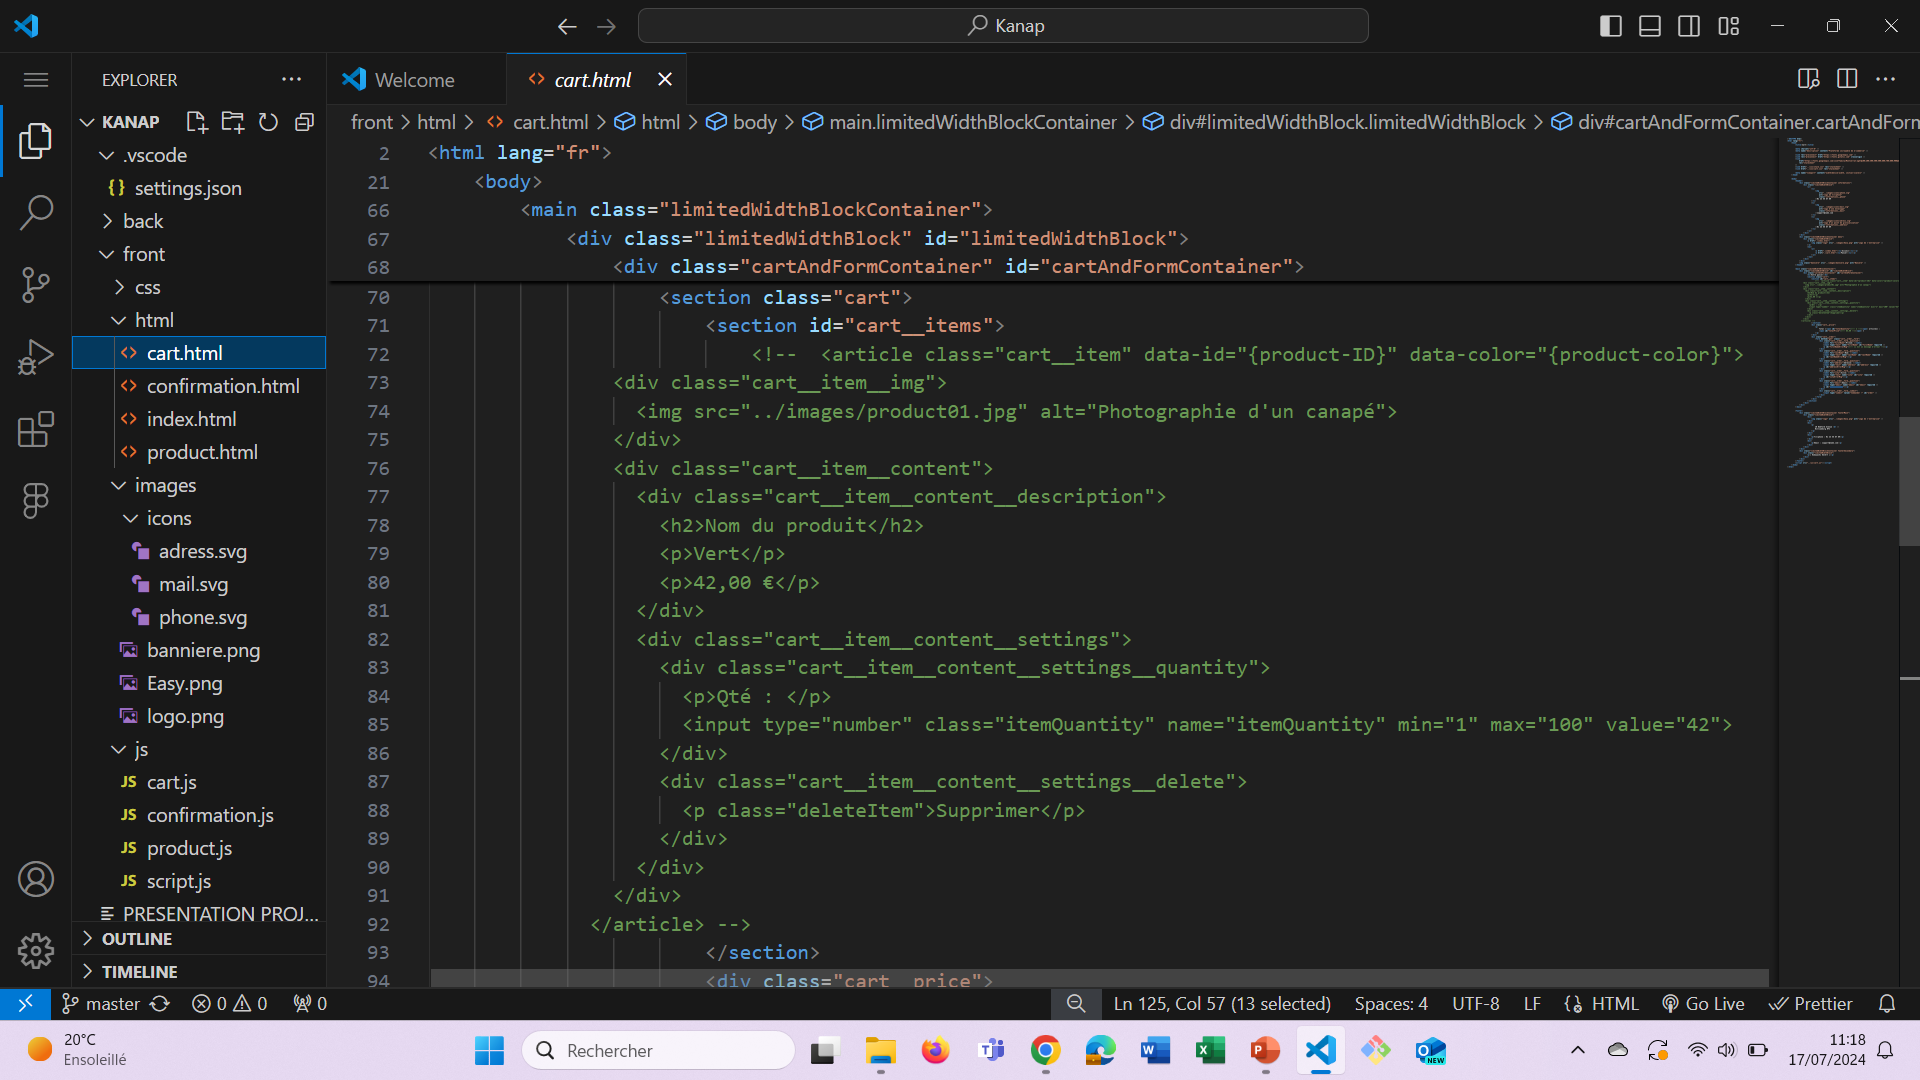 Kanap
EXPLORER
Welcome
cart.html
KANAP
front > html > cart.html > html > body > main.limitedWidthBlockContainer > div#limitedWidthBlock.limitedWidthBlock > div#cartAndFormContainer.cartAndForm
.vscode
settings.json
back
front
css
html
cart.html
confirmation.html
index.html
product.html
images
icons
adress.svg
mail.svg
phone.svg
banniere.png
Easy.png
logo.png
js
JS cart.js
JS confirmation.js
JS product.js
JS script.js
PRESENTATION PROJ...
OUTLINE
TIMELINE
2 <html lang="fr">
21 <body>
66 <main class="limitedWidthBlockContainer">
67 <div class="limitedWidthBlock" id="limitedWidthBlock">
68 <div class="cartAndFormContainer" id="cartAndFormContainer">
70 <section class="cart">
71 <section id="cart__items">
72 <!--  <article class="cart__item" data-id="{product-ID}" data-color="{product-color}">
73 <div class="cart__item__img">
74 <img src="../images/product01.jpg" alt="Photographie d'un canapé">
75 </div>
76 <div class="cart__item__content">
77 <div class="cart__item__content__description">
78 <h2>Nom du produit</h2>
79 <p>Vert</p>
80 <p>42,00 €</p>
81 </div>
82 <div class="cart__item__content__settings">
83 <div class="cart__item__content__settings__quantity">
84 <p>Qté : </p>
85 <input type="number" class="itemQuantity" name="itemQuantity" min="1" max="100" value="42">
86 </div>
87 <div class="cart__item__content__settings__delete">
88 <p class="deleteItem">Supprimer</p>
89 </div>
90 </div>
91 </div>
92 </article> -->
93 </section>
94 <div class="cart__price">
master
0 0
0
Ln 125, Col 57 (13 selected)
Spaces: 4
UTF-8
LF
HTML
Go Live
Prettier
20°C
Ensoleillé
Rechercher
NEW
11:18
17/07/2024